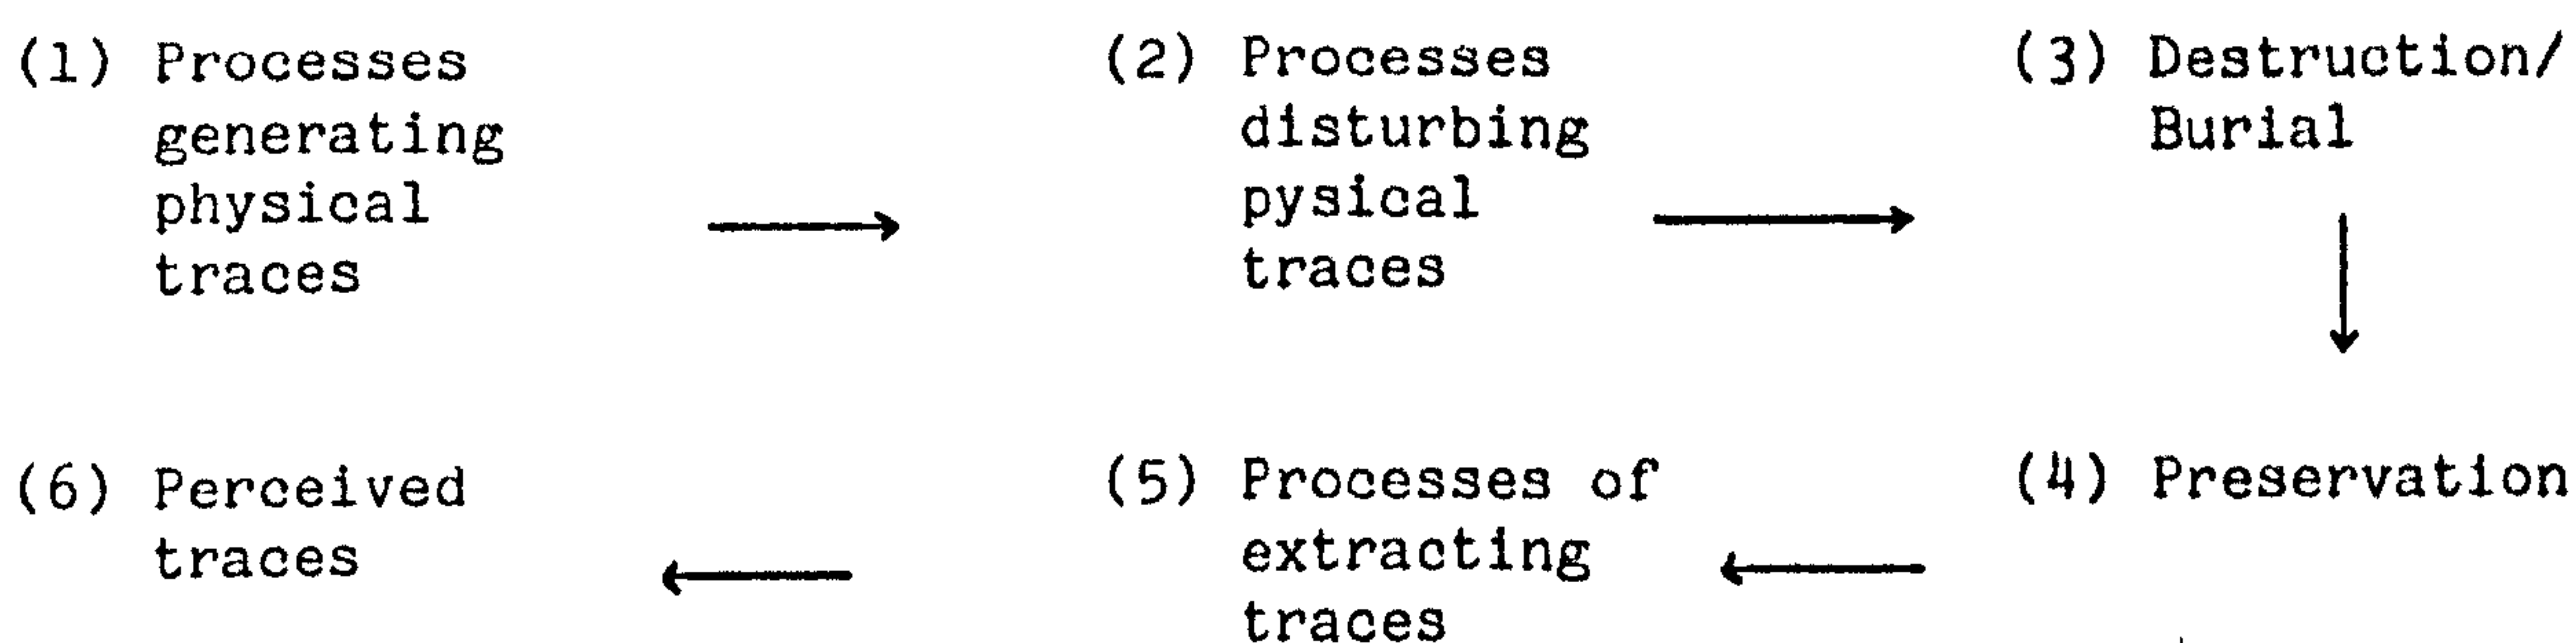 (1) Processes
generating
physical
traces
(2) Processes
disturbing
pysical
traces
(3) Destruction/
Burial
(4) Preservation
(5) Processes of
extracting
traces
(6) Perceived
traces